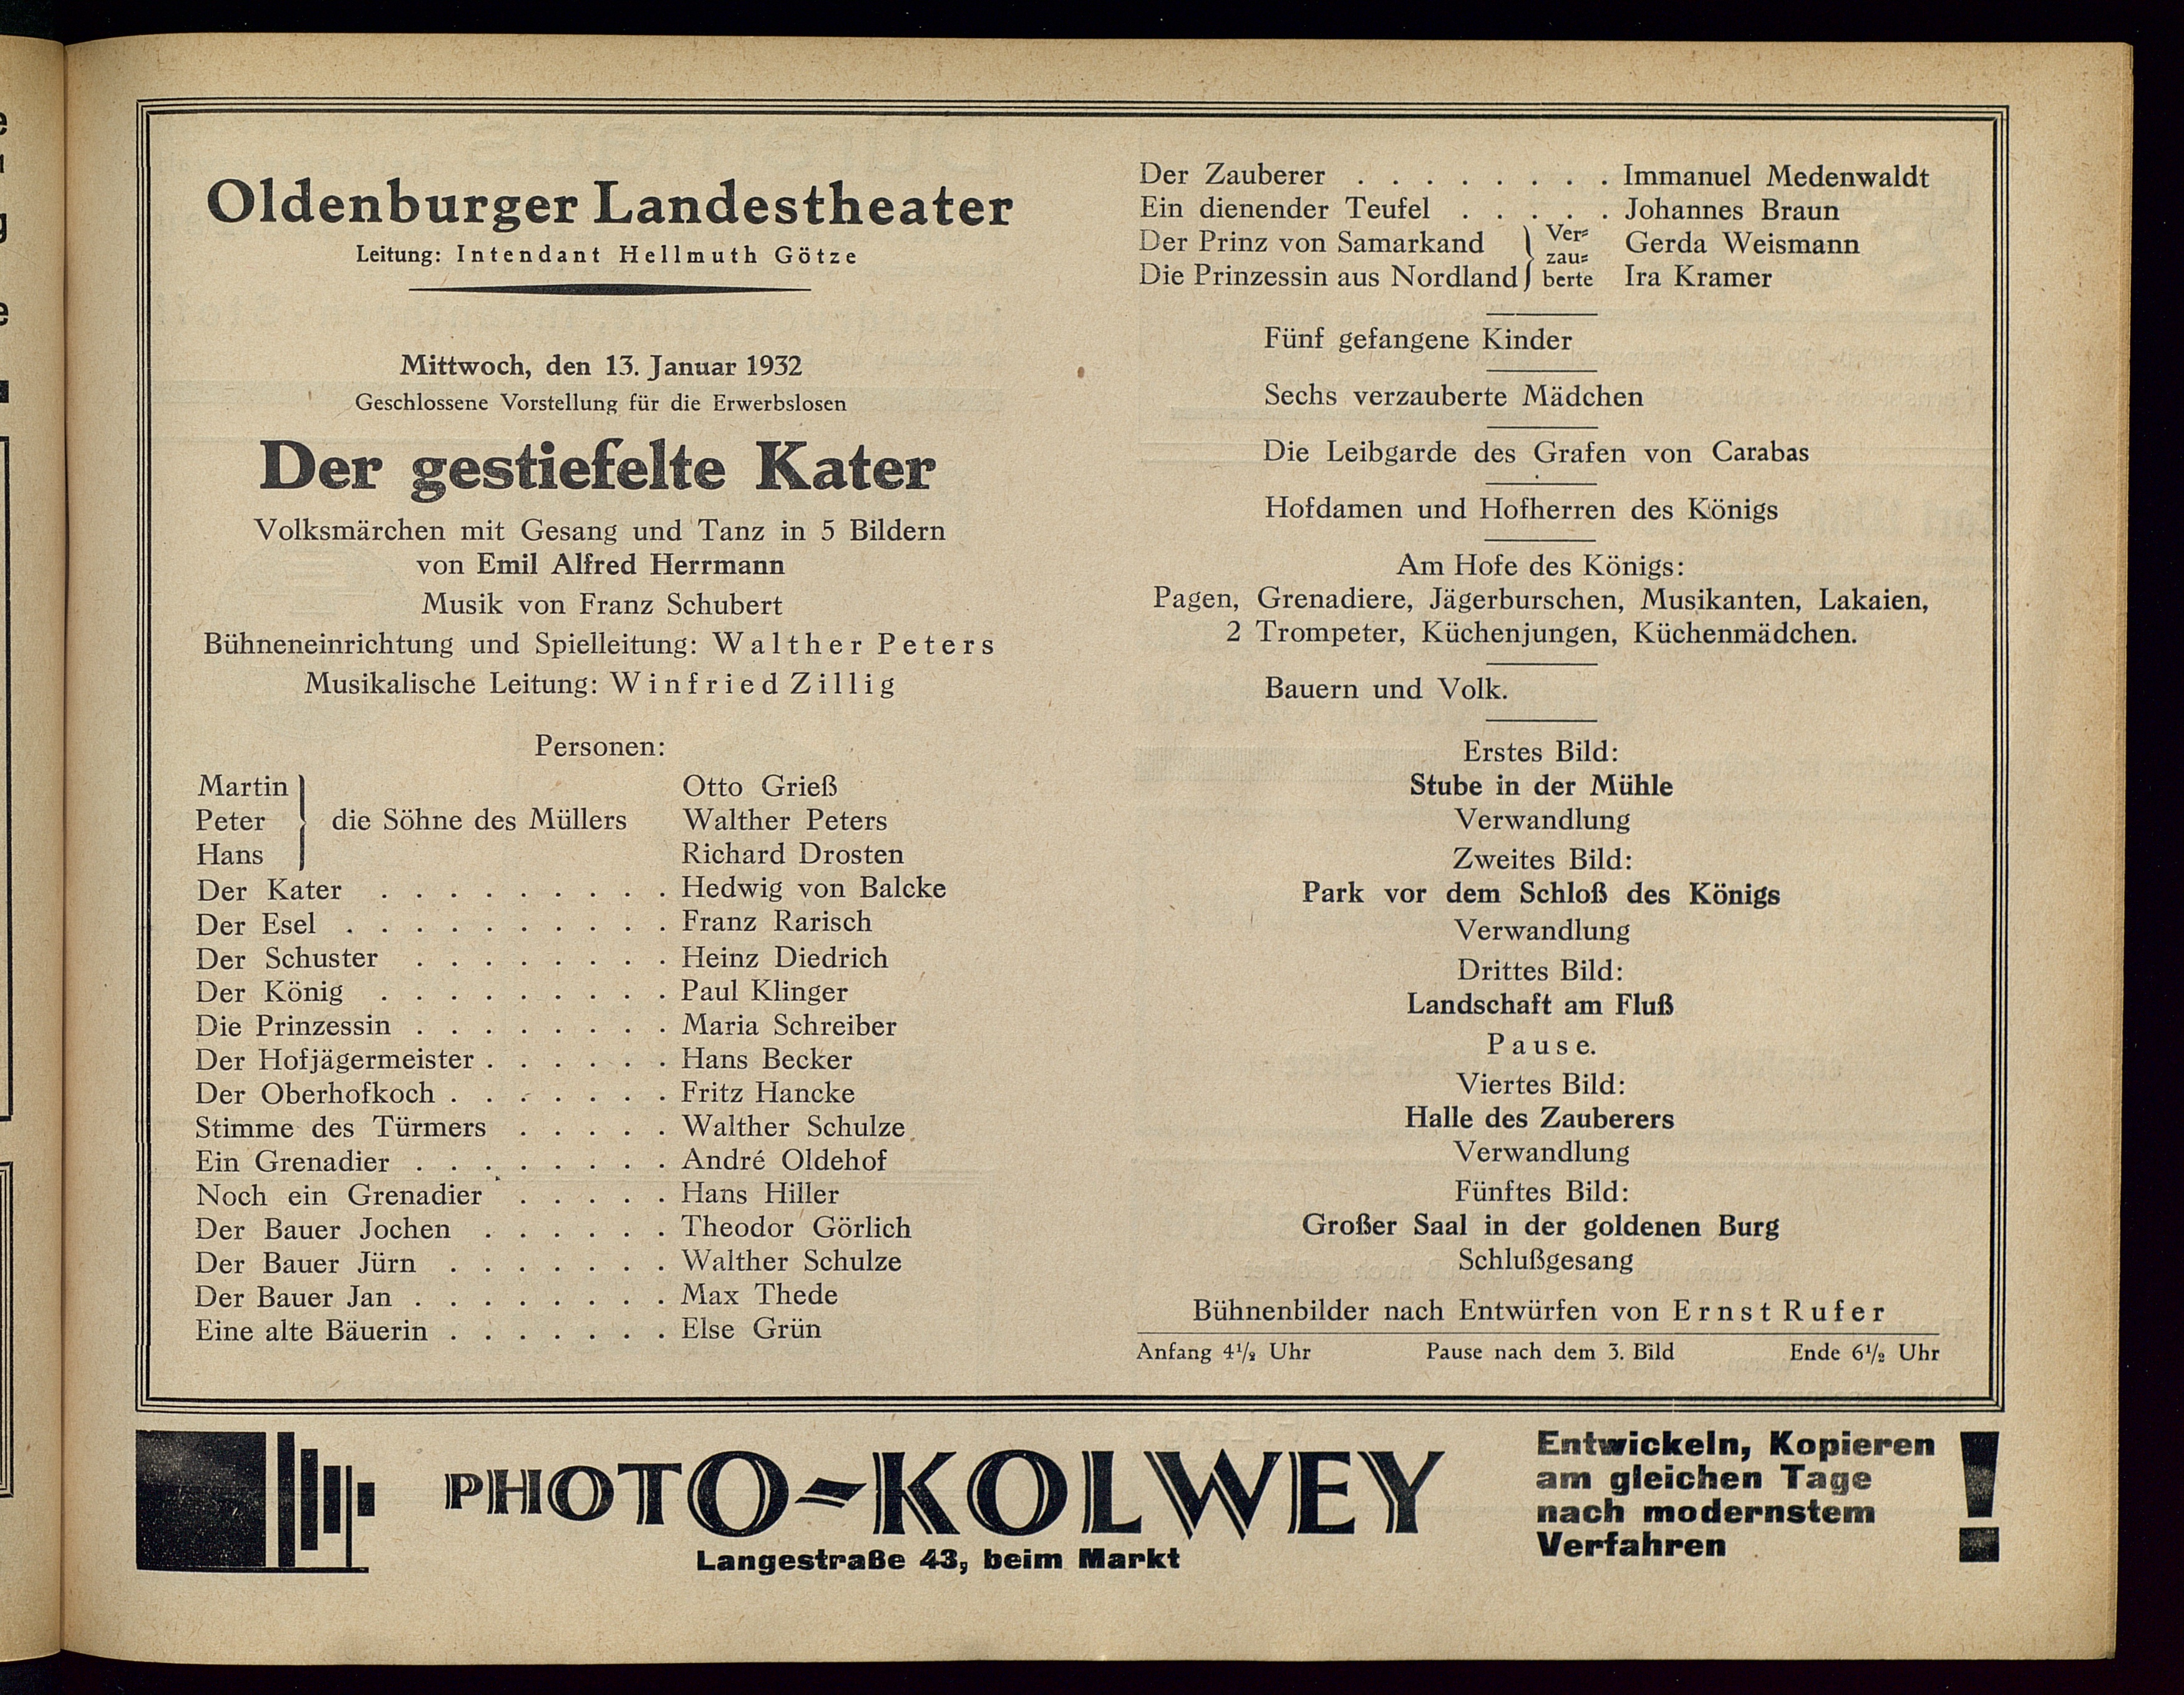 Oldenburger Landestheater
Leitung: Intendant Hellmuth Götze
Mittwoch, den 13. Januar 1932
Geschlossene Vorstellung für die Erwerbslosen
Der gestiefelte Kater
Volksmärchen mit Gesang und Tanz in 5 Bildern
von Emil Alfred Herrmann
Musik von Franz Schubert
Bühneneinrichtung und Spielleitung: Walther Peters
Musikalische Leitung: Winfried Zillig
Personen:
Martin Otto Grieß
Peter } die Söhne des Müllers Walther Peters
Hans Richard Drosten
Der Kater . . . . . . . . . Hedwig von Balcke
Der Esel . . . . . . . . . . Franz Rarisch
Der Schuster . . . . . . . . Heinz Diedrich
Der König . . . . . . . . . Paul Klinger
Die Prinzessin . . . . . . . . Maria Schreiber
Der Hofjägermeister . . . . . . Hans Becker
Der Oberhofkoch . . . . . . . Fritz Hancke
Stimme des Türmers . . . . . Walther Schulze
Ein Grenadier . . . . . . . . André Oldehof
Noch ein Grenadier . . . . . Hans Hiller
Der Bauer Jochen . . . . . . Theodor Görlich
Der Bauer Jürn . . . . . . . Walther Schulze
Der Bauer Jan . . . . . . . . Max Thede
Eine alte Bäuerin . . . . . . . Else Grün
Der Zauberer . . . . . . . . Immanuel Medenwaldt
Ein dienender Teufel . . . . . Johannes Braun
Der Prinz von Samarkand } Ver= Gerda Weismann
zau=
Die Prinzessin aus Nordland } berte Ira Kramer
Fünf gefangene Kinder
Sechs verzauberte Mädchen
Die Leibgarde des Grafen von Carabas
Hofdamen und Hofherren des Königs
Am Hofe des Königs:
Pagen, Grenadiere, Jägerburschen, Musikanten, Lakaien,
2 Trompeter, Küchenjungen, Küchenmädchen.
Bauern und Volk.
Erstes Bild:
Stube in der Mühle
Verwandlung
Zweites Bild:
Park vor dem Schloß des Königs
Verwandlung
Drittes Bild:
Landschaft am Fluß
Pause.
Viertes Bild:
Halle des Zauberers
Verwandlung
Fünftes Bild:
Großer Saal in der goldenen Burg
Schlußgesang
Bühnenbilder nach Entwürfen von Ernst Rufer
Anfang 4½ Uhr Pause nach dem 3. Bild Ende 6½ Uhr
PHOTO-KOLWEY
Langestraße 43, beim Markt
Entwickeln, Kopieren
am gleichen Tage
nach modernstem
Verfahren !